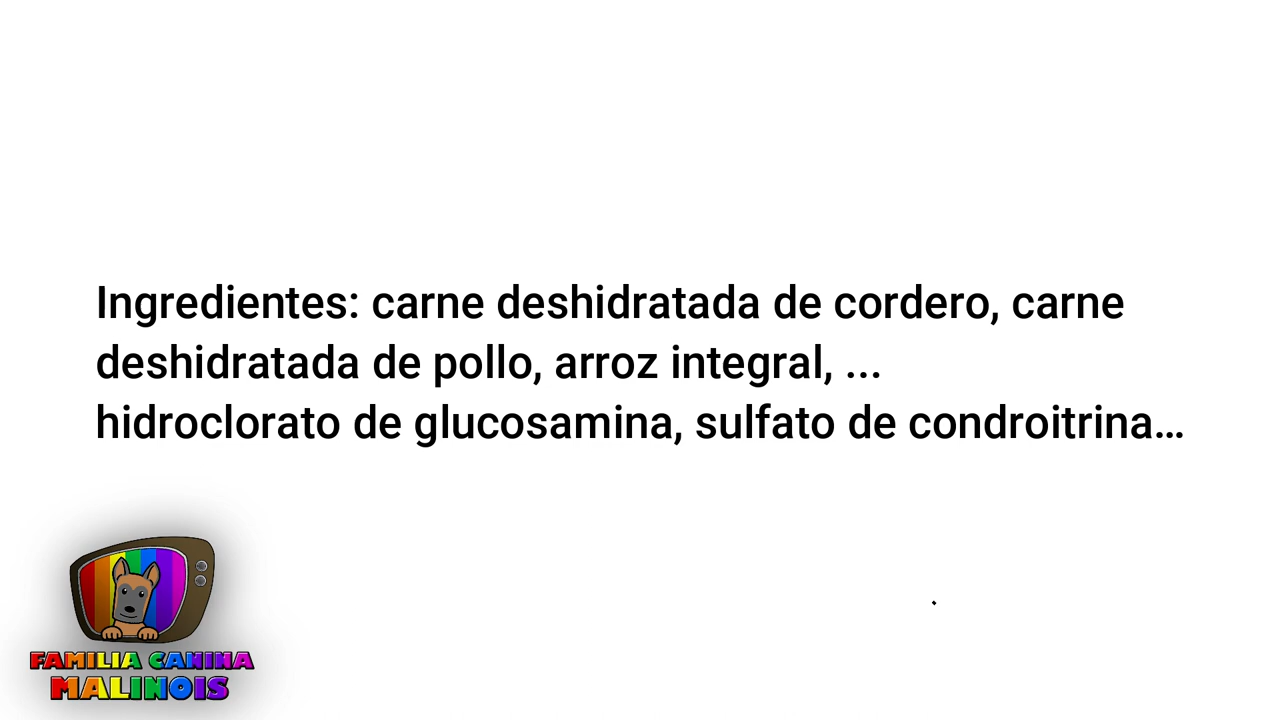 Ingredientes: carne deshidratada de cordero, carne
deshidratada de pollo, arroz integral, ...
hidroclorato de glucosamina, sulfato de condroitrina...
FAMILIA CANINA
MALINOIS